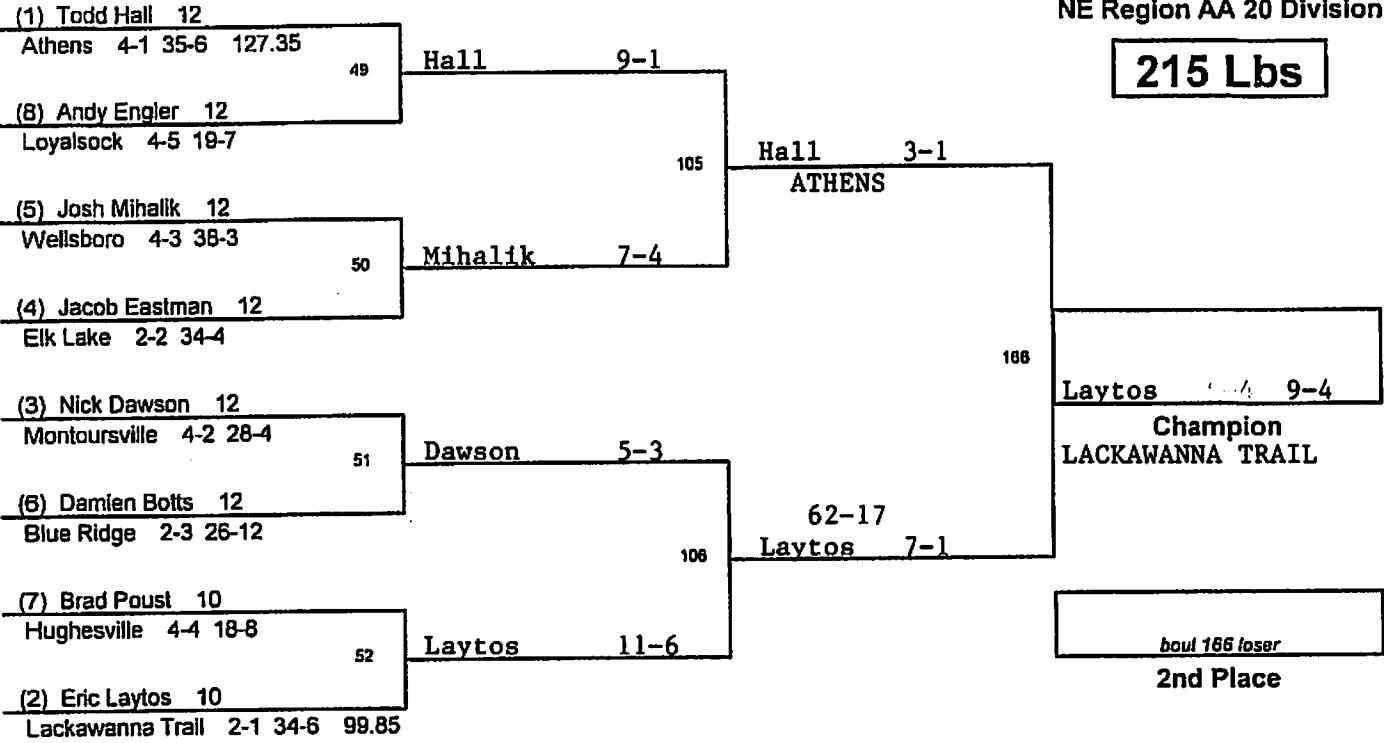 NE Region AA 20 Division
215 Lbs
(1) Todd Hall 12
Athens 4-1 35-6 127.35
49
Hall 9-1
(8) Andy Engler 12
Loyalsock 4-5 19-7
105
Hall 3-1
ATHENS
(5) Josh Mihalik 12
Wellsboro 4-3 38-3
50
Mihalik 7-4
(4) Jacob Eastman 12
Elk Lake 2-2 34-4
166
Laytos 9-4
Champion
LACKAWANNA TRAIL
(3) Nick Dawson 12
Montoursville 4-2 28-4
51
Dawson 5-3
(6) Damien Botts 12
Blue Ridge 2-3 26-12
106
62-17
Laytos 7-1
(7) Brad Poust 10
Hughesville 4-4 18-8
52
Laytos 11-6
(2) Eric Laytos 10
Lackawanna Trail 2-1 34-6 99.85
bout 166 loser
2nd Place